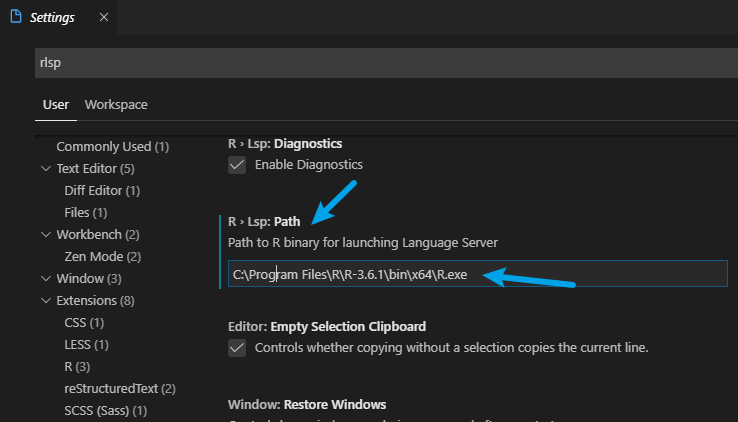 Settings
rlsp
User Workspace
Commonly Used (1)
Text Editor (5)
Diff Editor (1)
Files (1)
Workbench (2)
Zen Mode (2)
Window (3)
Extensions (8)
CSS (1)
LESS (1)
R (3)
reStructuredText (2)
SCSS (Sass) (1)
R › Lsp: Diagnostics
Enable Diagnostics
R › Lsp: Path
Path to R binary for launching Language Server
C:\Program Files\R\R-3.6.1\bin\x64\R.exe
Editor: Empty Selection Clipboard
Controls whether copying without a selection copies the current line.
Window: Restore Windows